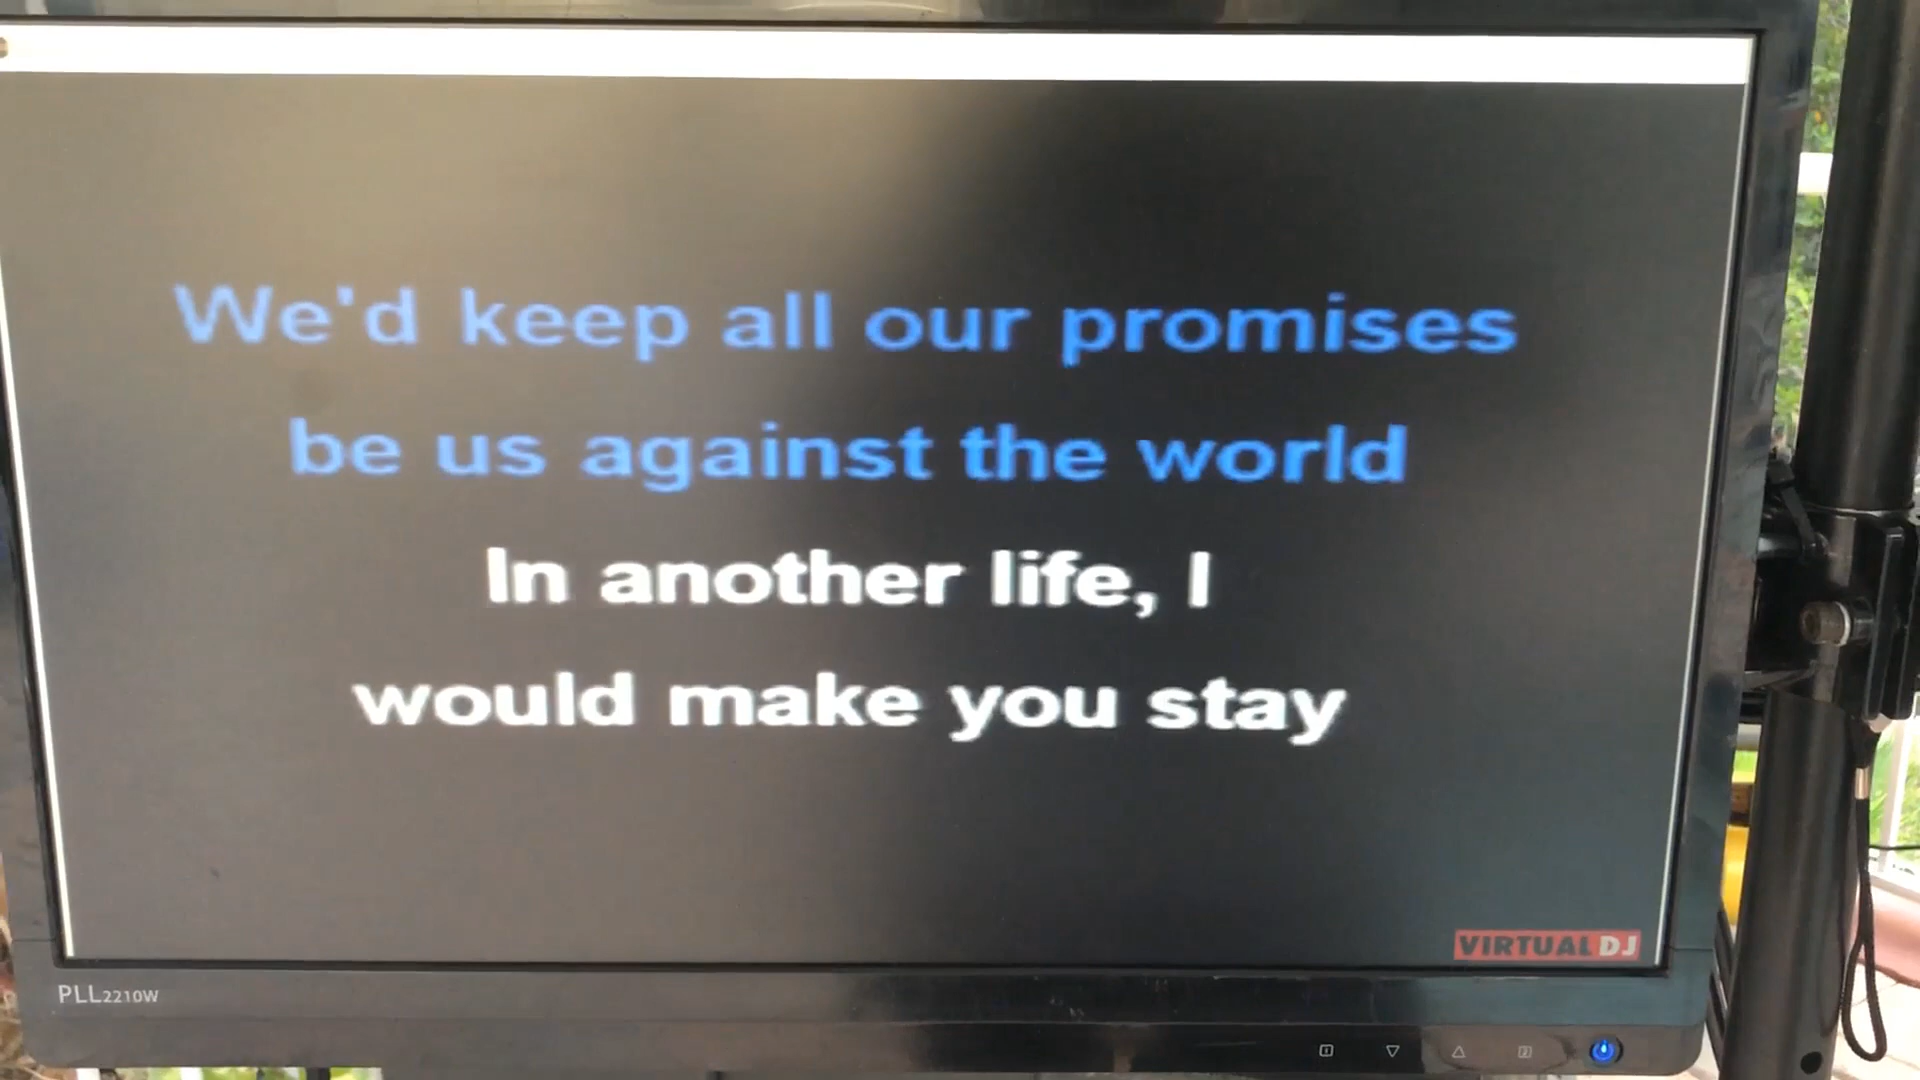 We'd keep all our promises
be us against the world
In another life, I
would make you stay
VIRTUAL DJ
PLL2210W